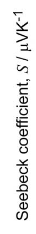 Seebeck coefficient, S / μVK⁻¹